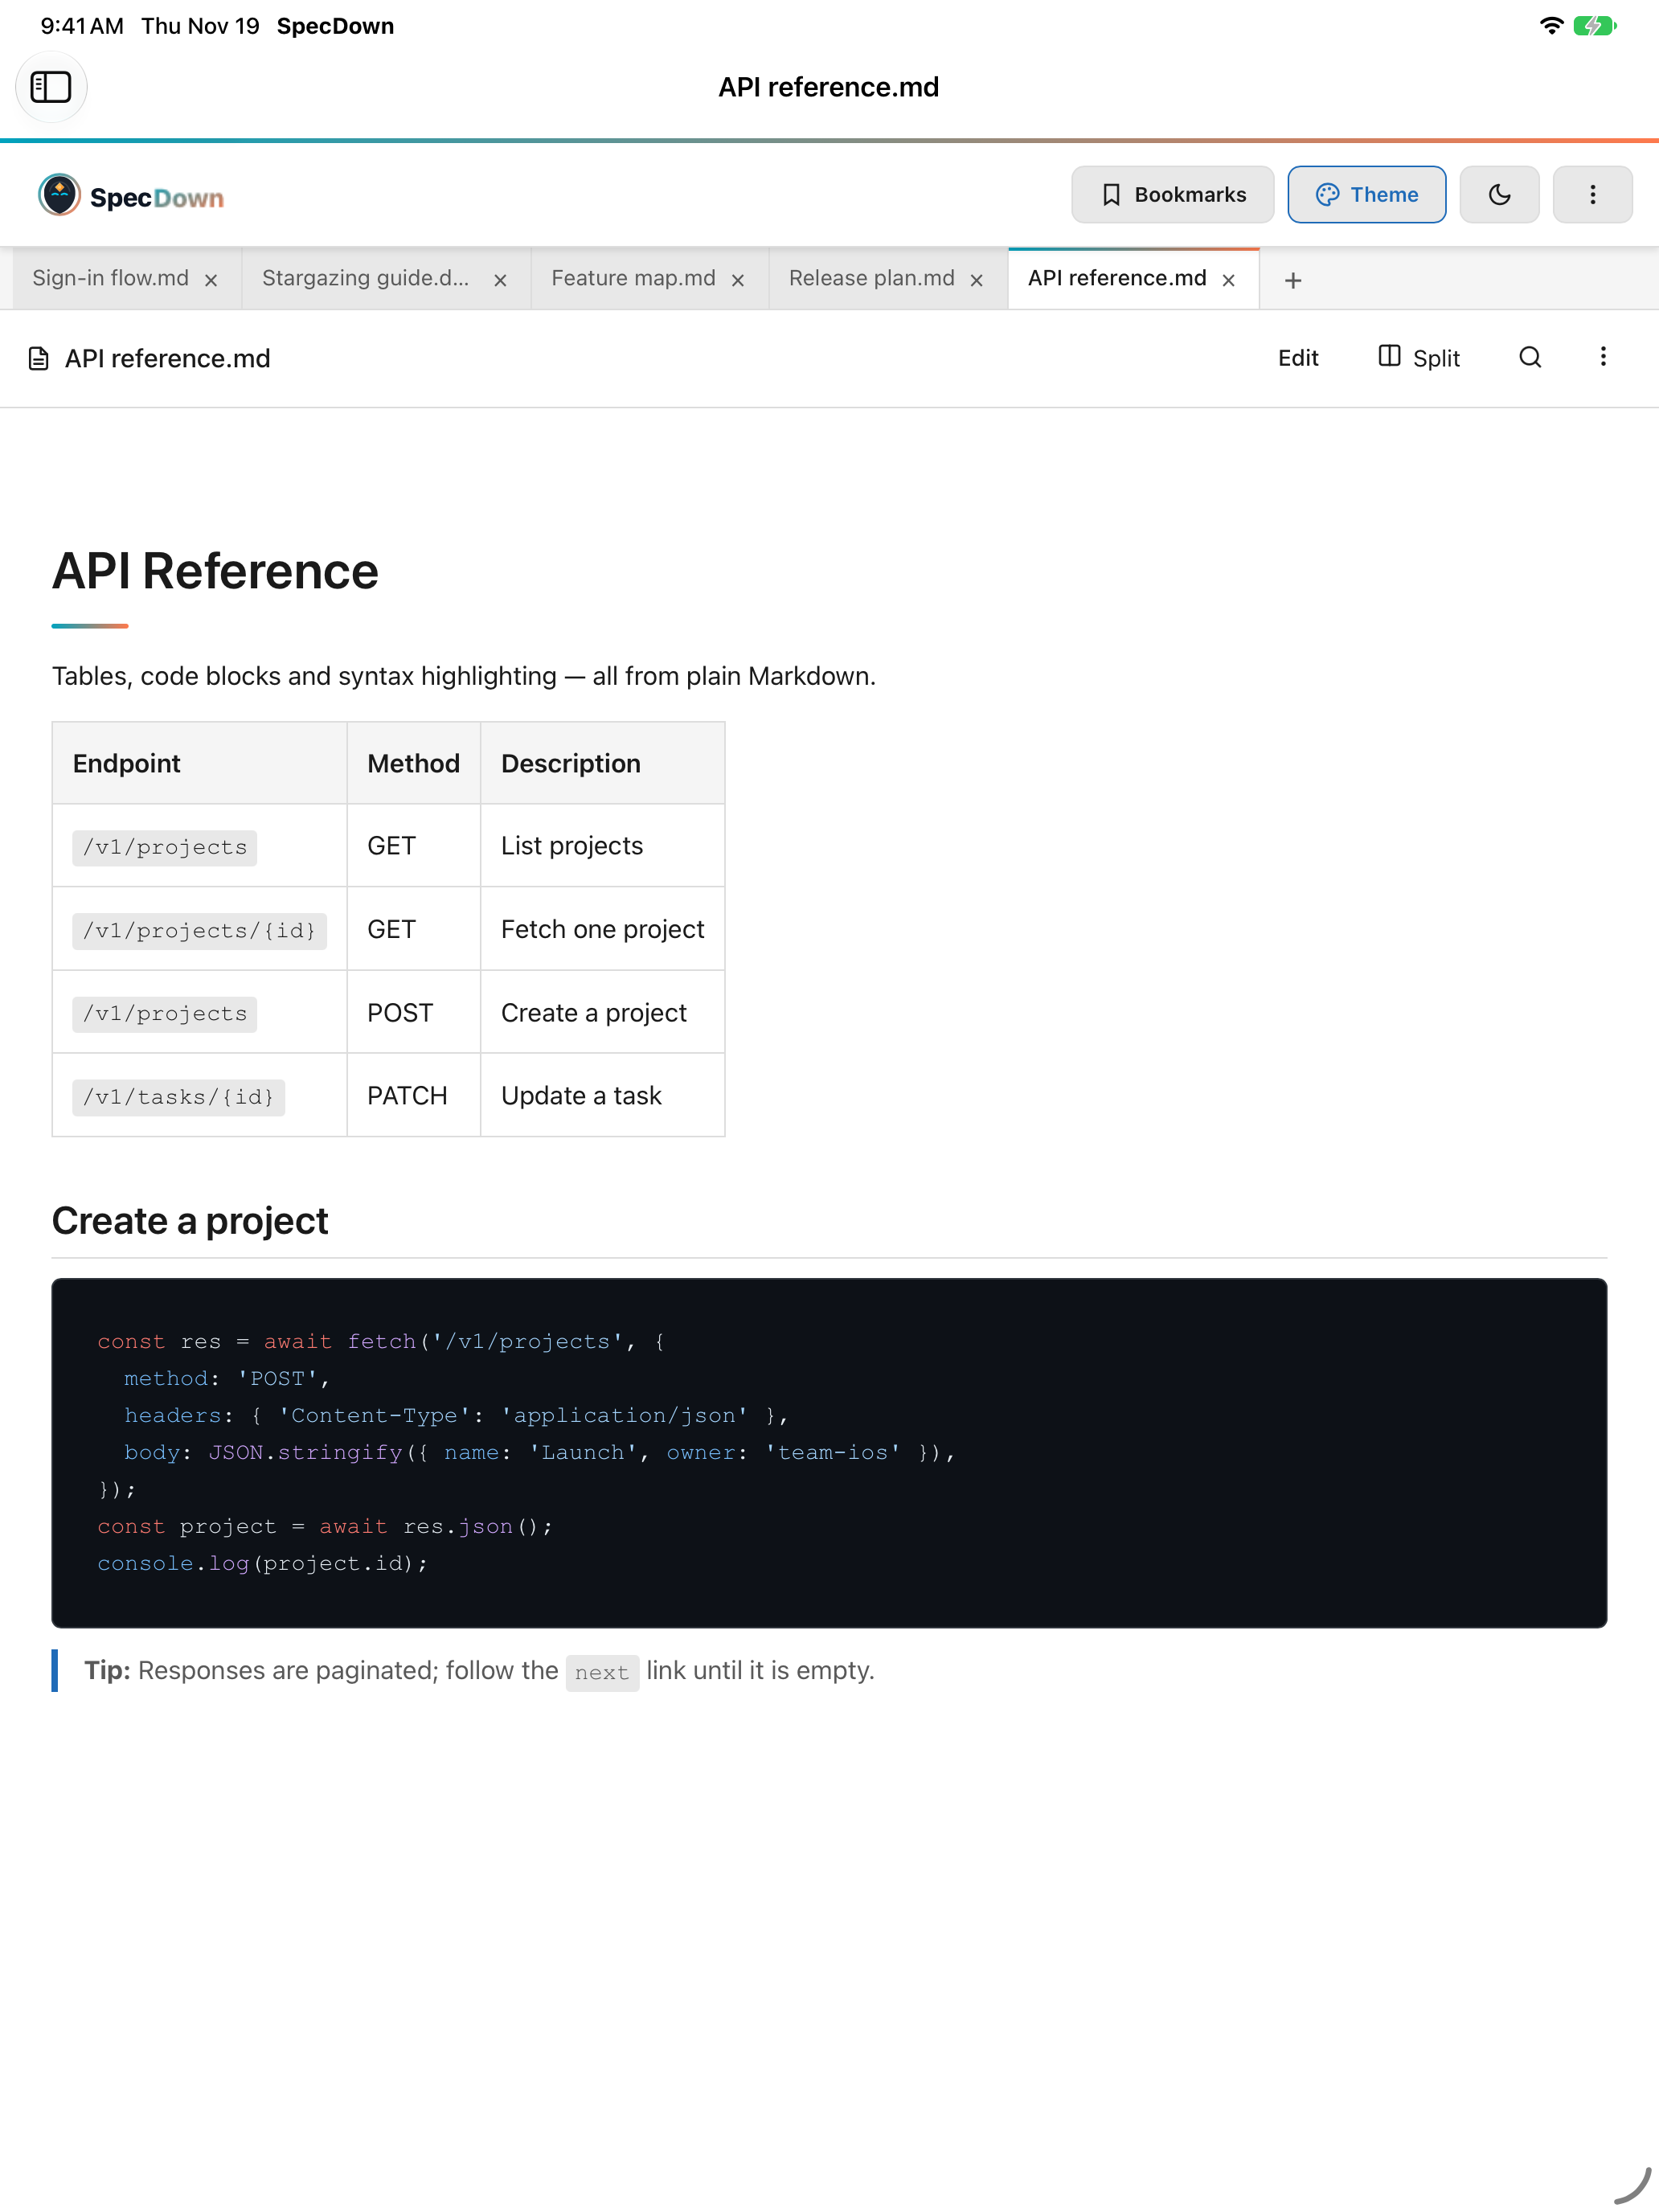 9:41 AM Thu Nov 19 SpecDown
API reference.md
SpecDown
Bookmarks Theme
Sign-in flow.md Stargazing guide.d... Feature map.md Release plan.md API reference.md
API reference.md Edit Split
API Reference
Tables, code blocks and syntax highlighting — all from plain Markdown.
Endpoint Method Description
/v1/projects GET List projects
/v1/projects/{id} GET Fetch one project
/v1/projects POST Create a project
/v1/tasks/{id} PATCH Update a task
Create a project
const res = await fetch('/v1/projects', {
  method: 'POST',
  headers: { 'Content-Type': 'application/json' },
  body: JSON.stringify({ name: 'Launch', owner: 'team-ios' }),
});
const project = await res.json();
console.log(project.id);
Tip: Responses are paginated; follow the next link until it is empty.